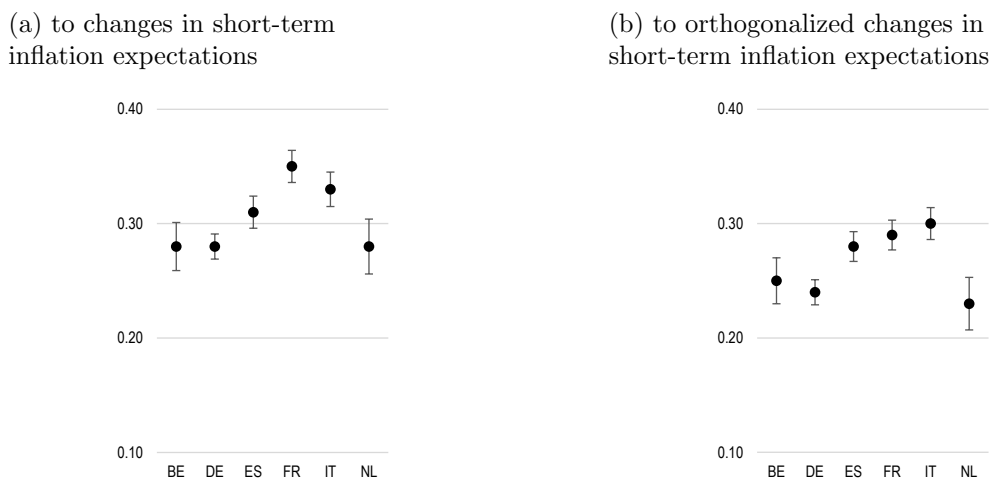 (a) to changes in short-term
inflation expectations
0.40
0.30
0.20
0.10
BE DE ES FR IT NL
(b) to orthogonalized changes in
short-term inflation expectations
0.40
0.30
0.20
0.10
BE DE ES FR IT NL